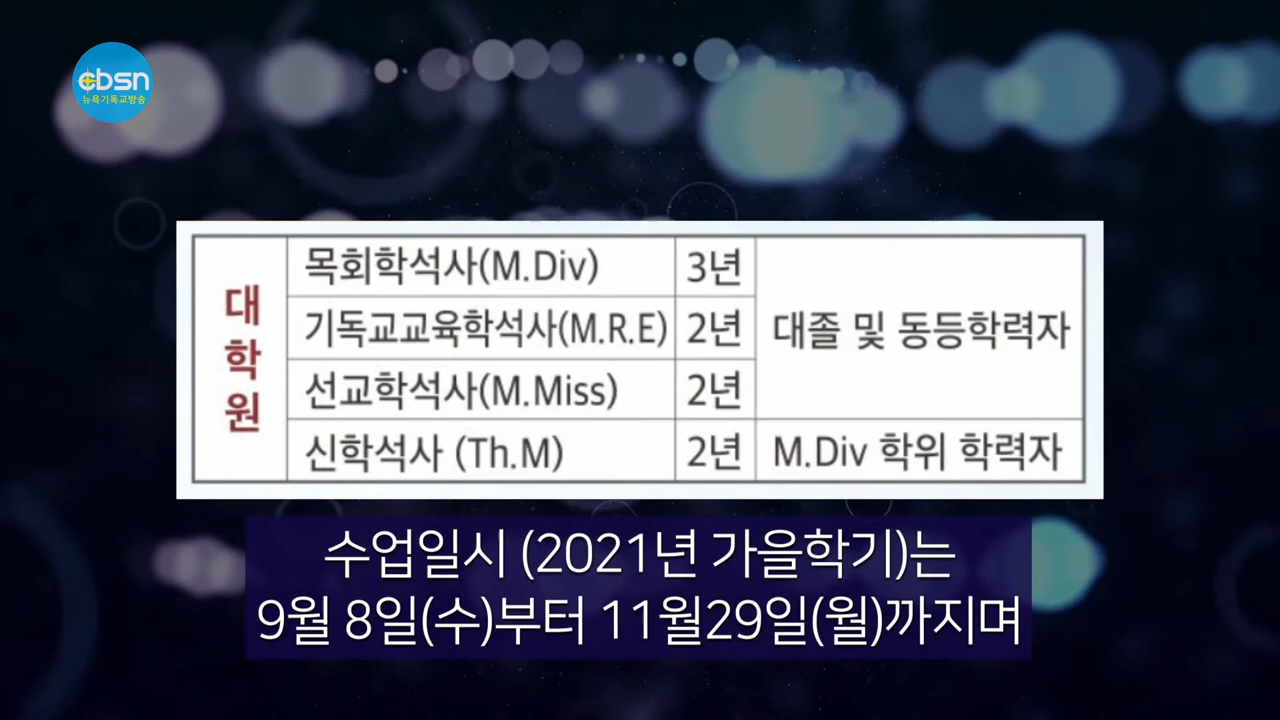 cbsn
뉴욕기독교방송
대학원
목회학석사(M.Div) 3년
기독교교육학석사(M.R.E) 2년 대졸 및 동등학력자
선교학석사(M.Miss) 2년
신학석사 (Th.M) 2년 M.Div 학위 학력자
수업일시 (2021년 가을학기)는
9월 8일(수)부터 11월29일(월)까지며